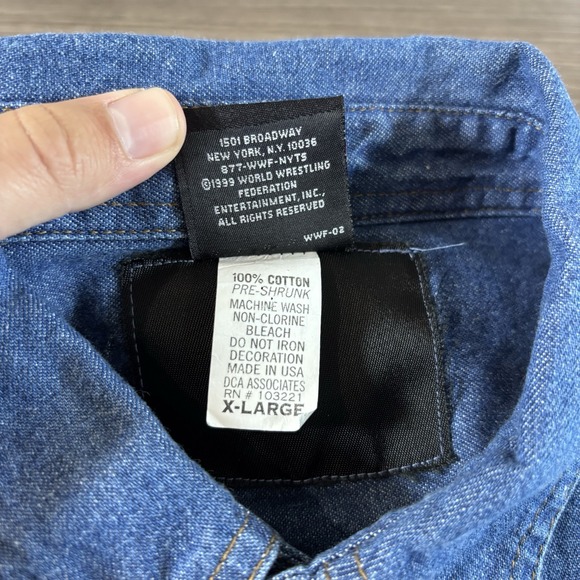 1501 BROADWAY
NEW YORK, N.Y. 10036
877-WWF-NYTS
©1999 WORLD WRESTLING
FEDERATION
ENTERTAINMENT, INC.,
ALL RIGHTS RESERVED
WWF-02
100% COTTON
PRE-SHRUNK
MACHINE WASH
NON-CLORINE
BLEACH
DO NOT IRON
DECORATION
MADE IN USA
DCA ASSOCIATES
RN # 103221
X-LARGE